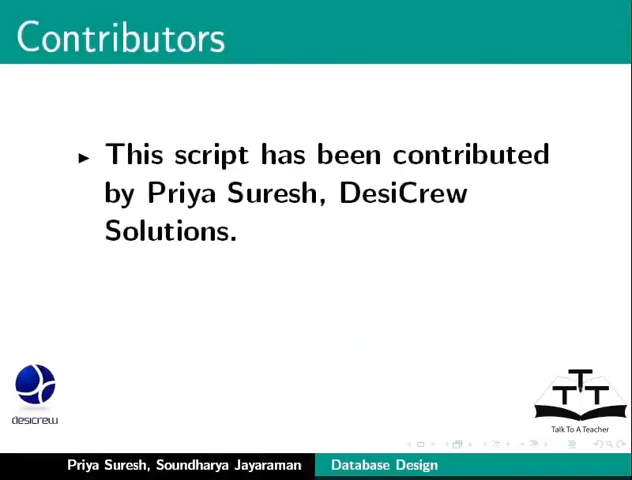 Contributors
This script has been contributed
by Priya Suresh, DesiCrew
Solutions.
desicrew
TTT
Talk To A Teacher
Priya Suresh, Soundharya Jayaraman Database Design